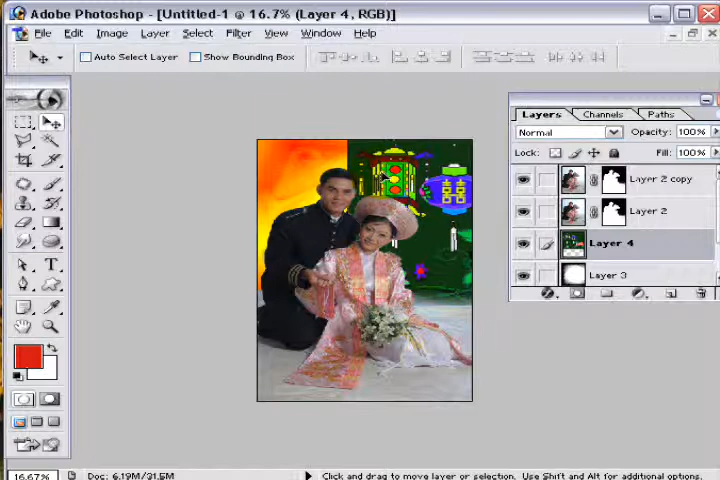 Adobe Photoshop - [Untitled-1 @ 16.7% (Layer 4, RGB)]
File Edit Image Layer Select Filter View Window Help
Auto Select Layer Show Bounding Box
Layers Channels Paths
Normal Opacity: 100%
Lock: Fill: 100%
Layer 2 copy
Layer 2
Layer 4
Layer 3
囍 囍
T
16.67% Doc: 6.19M/31.5M Click and drag to move layer or selection. Use Shift and Alt for additional options.